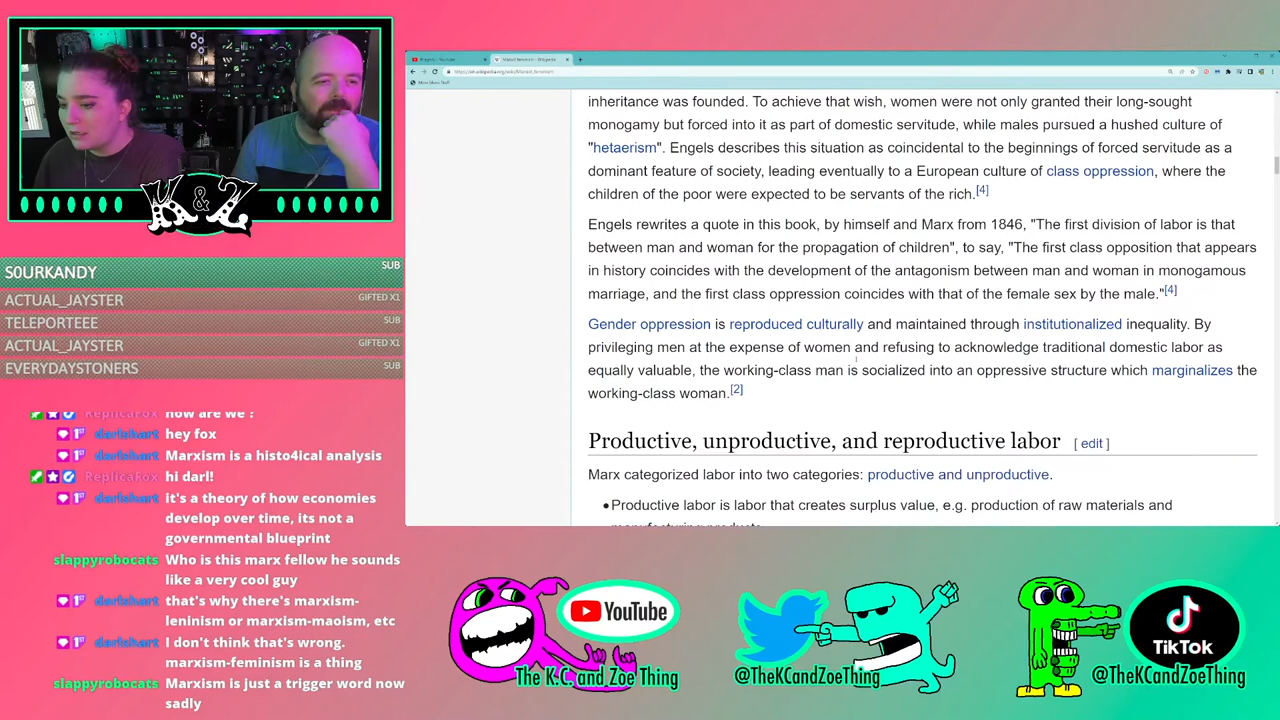 K & Z
S0URKANDY SUB
ACTUAL_JAYSTER GIFTED X1
TELEPORTEEE SUB
ACTUAL_JAYSTER GIFTED X1
EVERYDAYSTONERS SUB
ReplicaFox how are we ?
darlshart hey fox
darlshart Marxism is a histo4ical analysis
ReplicaFox hi darl!
darlshart it's a theory of how economies
develop over time, its not a
governmental blueprint
slappyrobocats Who is this marx fellow he sounds
like a very cool guy
darlshart that's why there's marxism-
leninism or marxism-maoism, etc
darlshart I don't think that's wrong.
marxism-feminism is a thing
slappyrobocats Marxism is just a trigger word now
sadly
inheritance was founded. To achieve that wish, women were not only granted their long-sought
monogamy but forced into it as part of domestic servitude, while males pursued a hushed culture of
"hetaerism". Engels describes this situation as coincidental to the beginnings of forced servitude as a
dominant feature of society, leading eventually to a European culture of class oppression, where the
children of the poor were expected to be servants of the rich.[4]
Engels rewrites a quote in this book, by himself and Marx from 1846, "The first division of labor is that
between man and woman for the propagation of children", to say, "The first class opposition that appears
in history coincides with the development of the antagonism between man and woman in monogamous
marriage, and the first class oppression coincides with that of the female sex by the male."[4]
Gender oppression is reproduced culturally and maintained through institutionalized inequality. By
privileging men at the expense of women and refusing to acknowledge traditional domestic labor as
equally valuable, the working-class man is socialized into an oppressive structure which marginalizes the
working-class woman.[2]
Productive, unproductive, and reproductive labor [ edit ]
Marx categorized labor into two categories: productive and unproductive.
•Productive labor is labor that creates surplus value, e.g. production of raw materials and
YouTube
The K.C. and Zoe Thing
@TheKCandZoeThing
TikTok
@TheKCandZoeThing